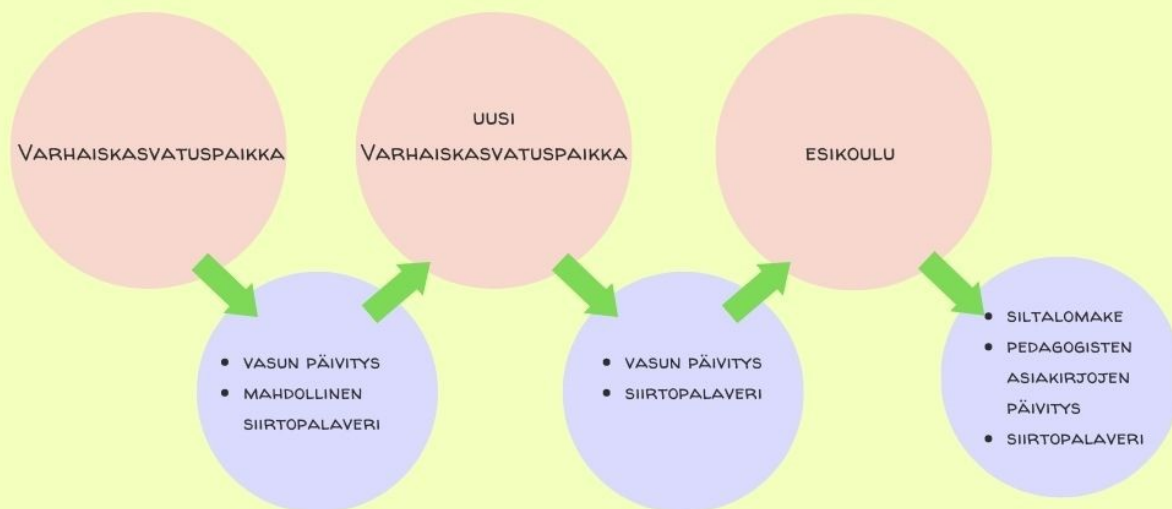 Varhaiskasvatuspaikka
• vasun päivitys
• mahdollinen
siirtopalaveri
uusi
Varhaiskasvatuspaikka
• vasun päivitys
• siirtopalaveri
esikoulu
• siltalomake
• pedagogisten
asiakirjojen
päivitys
• siirtopalaveri